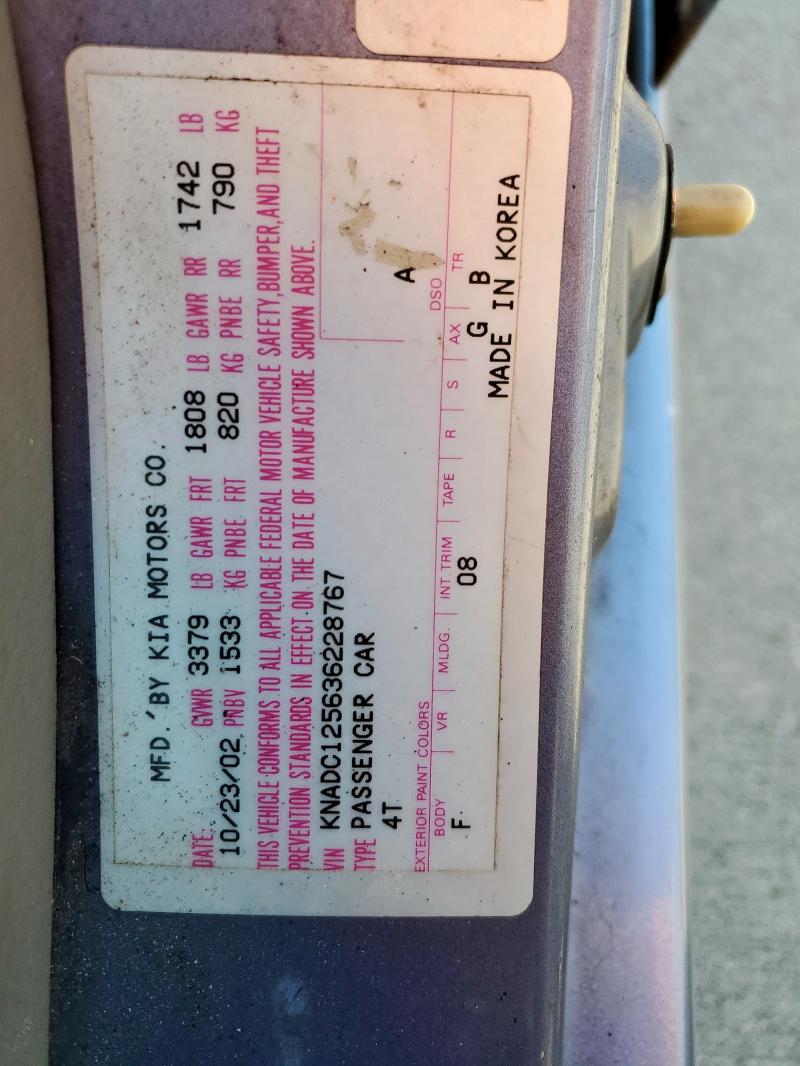 MFD. BY KIA MOTORS CO.
DATE GVWR 3379 LB GAWR FRT 1808 LB GAWR RR 1742 LB
10/23/02 PNBV 1533 KG PNBE FRT 820 KG PNBE RR 790 KG
THIS VEHICLE CONFORMS TO ALL APPLICABLE FEDERAL MOTOR VEHICLE SAFETY,BUMPER,AND THEFT
PREVENTION STANDARDS IN EFFECT ON THE DATE OF MANUFACTURE SHOWN ABOVE.
VIN KNADC125636228767
TYPE PASSENGER CAR
4T A
EXTERIOR PAINT COLORS
BODY VR MLDG. INT.TRIM TAPE R S AX TR DSO
F 08 G B
MADE IN KOREA